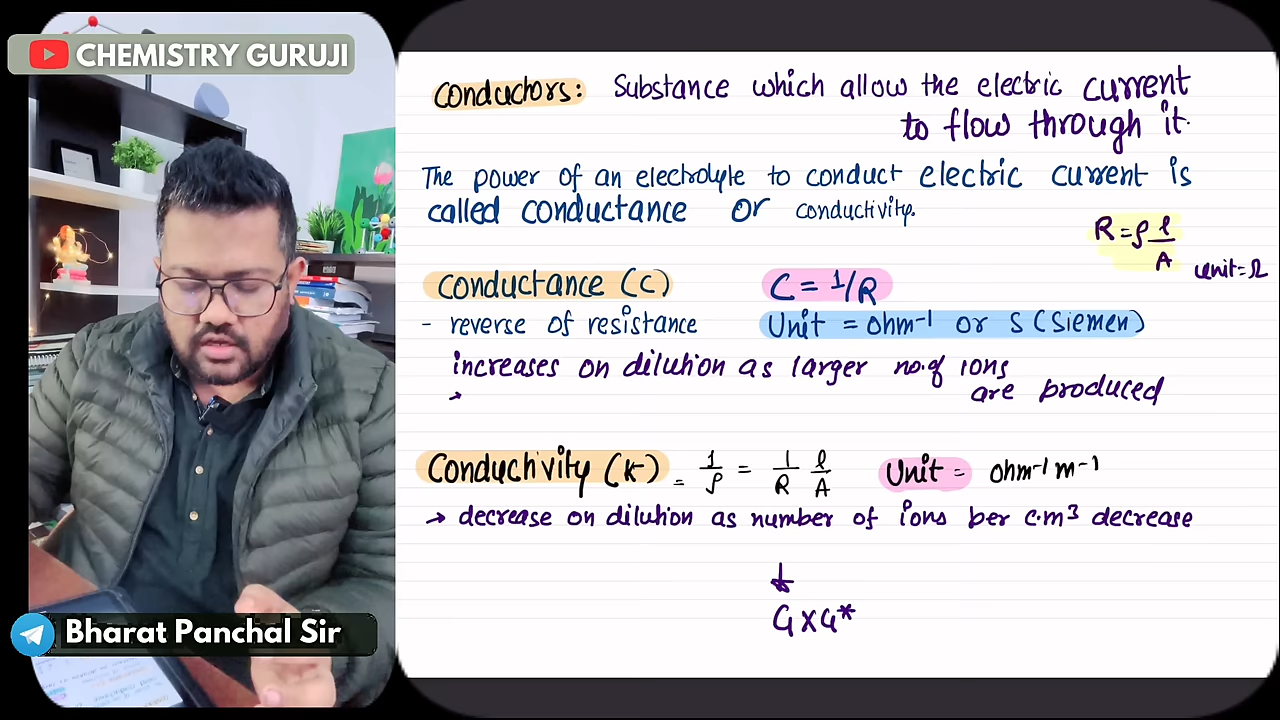 CHEMISTRY GURUJI
Conductors: Substance which allow the electric current
to flow through it.
The power of an electrolyte to conduct electric current is
called conductance or conductivity.
R = ρ l/A
unit = Ω
Conductance (C) C = 1/R
- reverse of resistance Unit = ohm⁻¹ or S (Siemen)
increases on dilution as larger no. of ions
are produced
→
Conductivity (K) = 1/ρ = 1/R l/A Unit = ohm⁻¹ m⁻¹
→ decrease on dilution as number of ions per c.m³ decrease
↓
G × G*
Bharat Panchal Sir